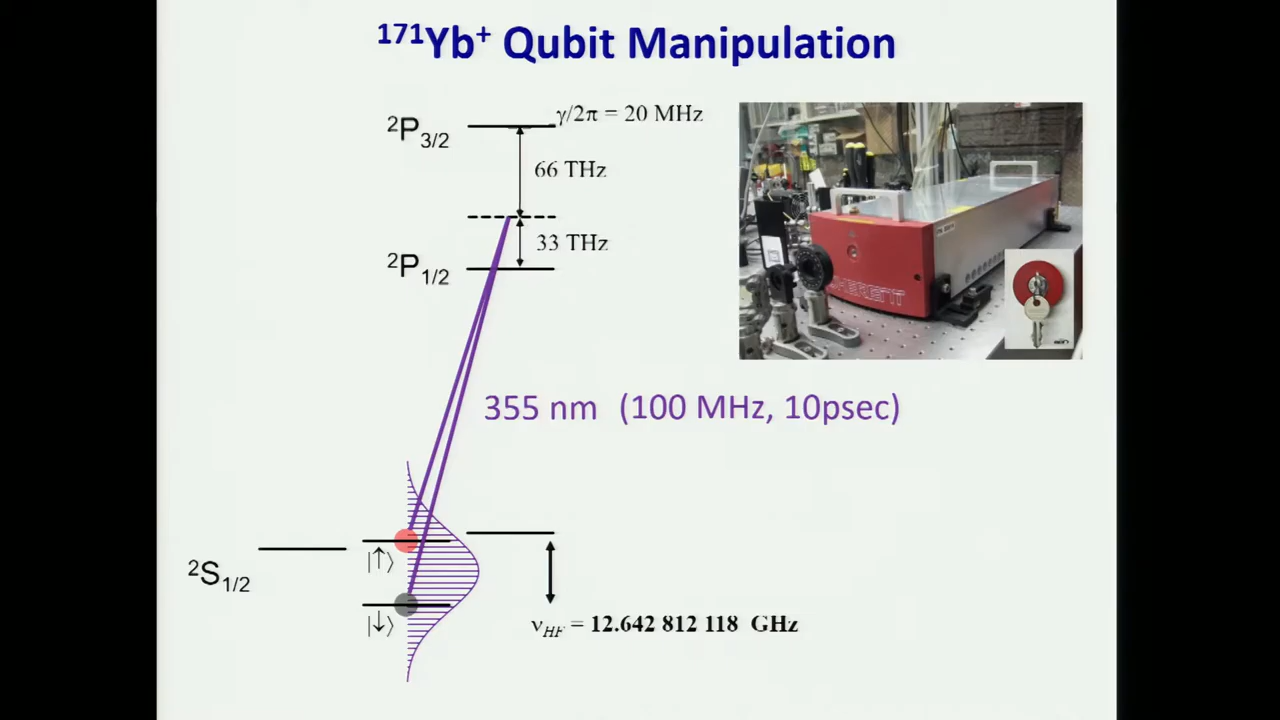 ¹⁷¹Yb⁺ Qubit Manipulation
²P₃/₂
γ/2π = 20 MHz
66 THz
33 THz
²P₁/₂
355 nm (100 MHz, 10psec)
|↑⟩
²S₁/₂
|↓⟩
ν_HF = 12.642 812 118 GHz